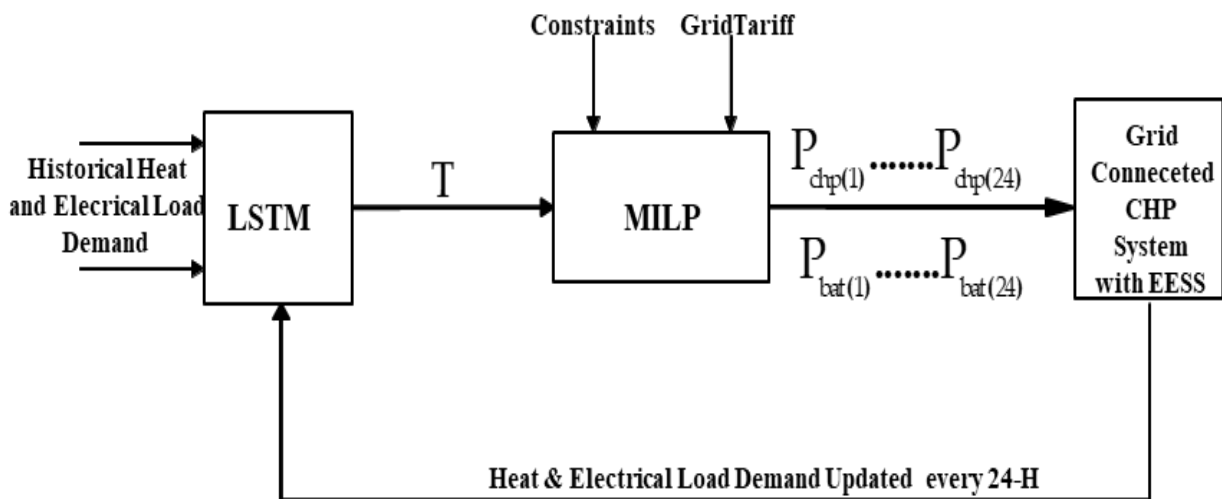 Constraints GridTariff
Historical Heat
and Elecrical Load
Demand
LSTM
T
MILP
Pchp(1).......Pchp(24)
Pbat(1).......Pbat(24)
Grid
Conneceted
CHP
System
with EESS
Heat & Electrical Load Demand Updated every 24-H